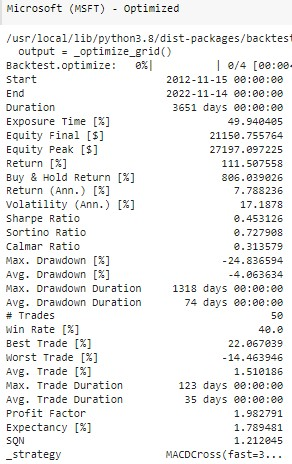 Microsoft (MSFT) - Optimized
/usr/local/lib/python3.8/dist-packages/backtest
output = _optimize_grid()
Backtest.optimize: 0%| | 0/4 [00:00
Start 2012-11-15 00:00:00
End 2022-11-14 00:00:00
Duration 3651 days 00:00:00
Exposure Time [%] 49.940405
Equity Final [$] 21150.755764
Equity Peak [$] 27197.097225
Return [%] 111.507558
Buy & Hold Return [%] 806.039026
Return (Ann.) [%] 7.788236
Volatility (Ann.) [%] 17.1878
Sharpe Ratio 0.453126
Sortino Ratio 0.727908
Calmar Ratio 0.313579
Max. Drawdown [%] -24.836594
Avg. Drawdown [%] -4.063634
Max. Drawdown Duration 1318 days 00:00:00
Avg. Drawdown Duration 74 days 00:00:00
# Trades 50
Win Rate [%] 40.0
Best Trade [%] 22.067039
Worst Trade [%] -14.463946
Avg. Trade [%] 1.510186
Max. Trade Duration 123 days 00:00:00
Avg. Trade Duration 35 days 00:00:00
Profit Factor 1.982791
Expectancy [%] 1.789481
SQN 1.212045
_strategy MACDCross(fast=3...